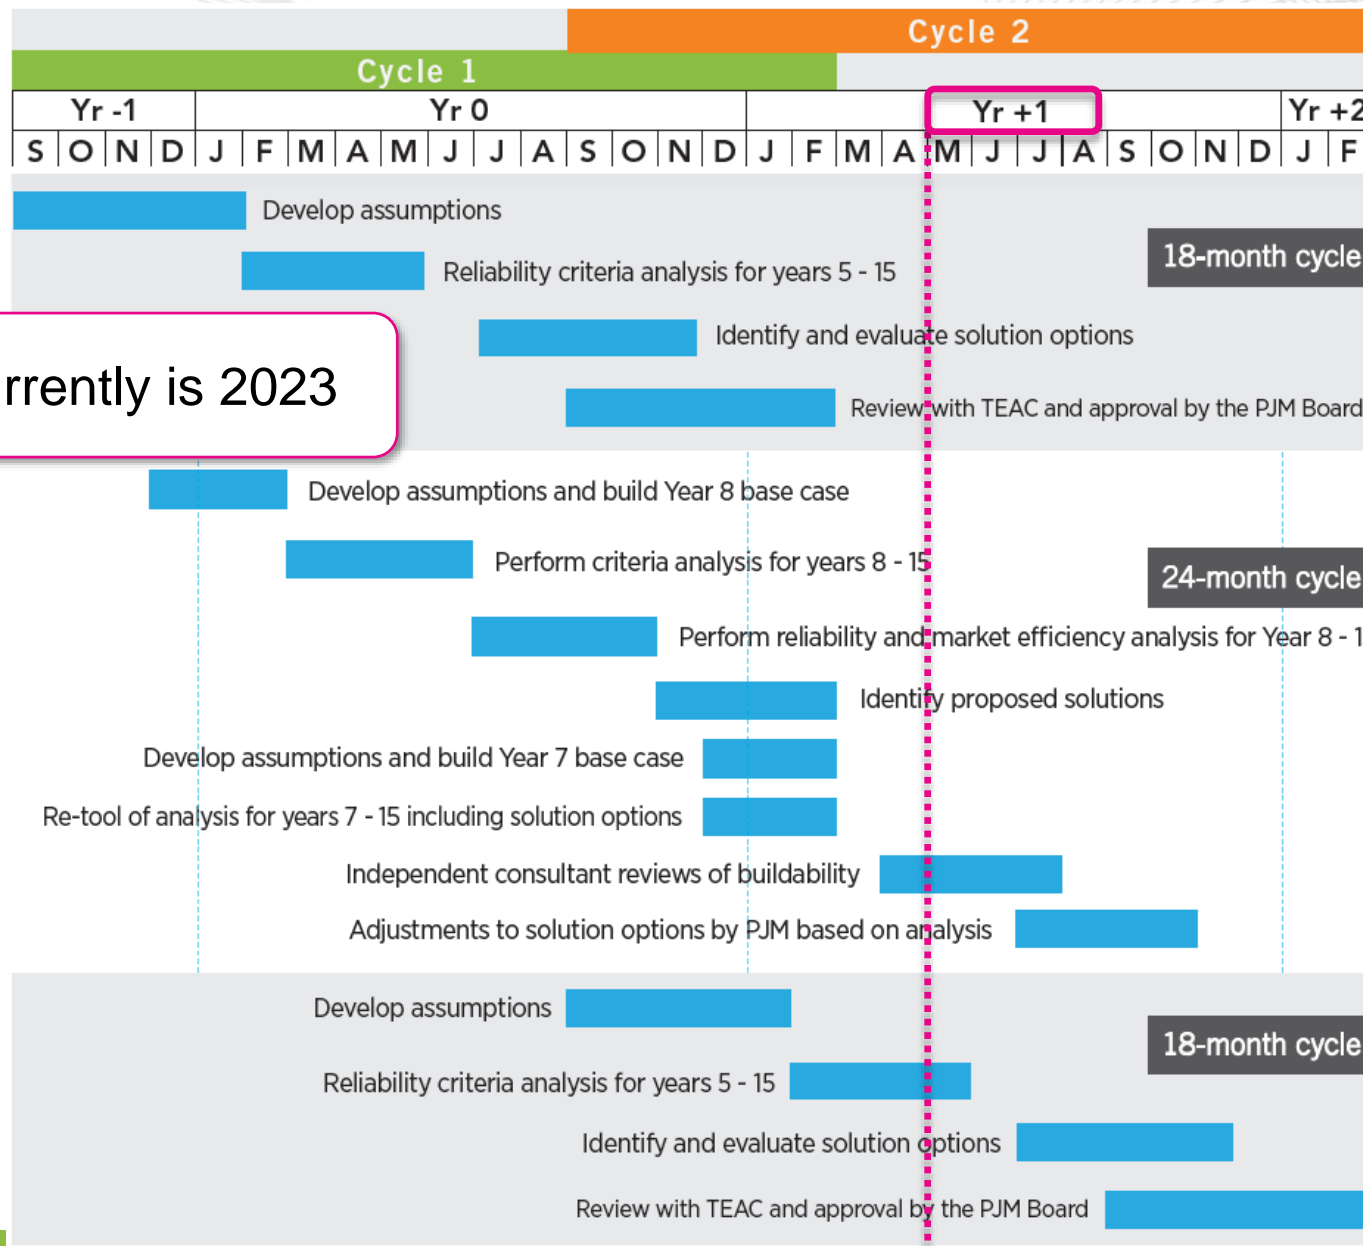 Cycle 2
Cycle 1
Yr -1 Yr 0 Yr +1 Yr +2
S O N D J F M A M J J A S O N D J F M A M J J A S O N D J F
Develop assumptions
18-month cycle
Reliability criteria analysis for years 5 - 15
Identify and evaluate solution options
rrently is 2023
Review with TEAC and approval by the PJM Board
Develop assumptions and build Year 8 base case
Perform criteria analysis for years 8 - 15
24-month cycle
Perform reliability and market efficiency analysis for Year 8 - 1
Identify proposed solutions
Develop assumptions and build Year 7 base case
Re-tool of analysis for years 7 - 15 including solution options
Independent consultant reviews of buildability
Adjustments to solution options by PJM based on analysis
Develop assumptions
18-month cycle
Reliability criteria analysis for years 5 - 15
Identify and evaluate solution options
Review with TEAC and approval by the PJM Board